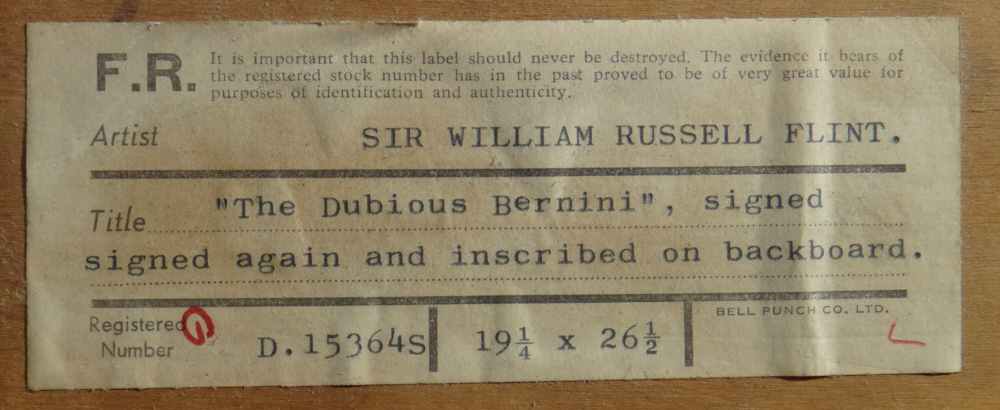 F.R. It is important that this label should never be destroyed. The evidence it bears of
the registered stock number has in the past proved to be of very great value for
purposes of identification and authenticity.
Artist SIR WILLIAM RUSSELL FLINT.
Title "The Dubious Bernini", signed
signed again and inscribed on backboard.
Registered
Number D.15364S 19¼ x 26½
BELL PUNCH CO. LTD.